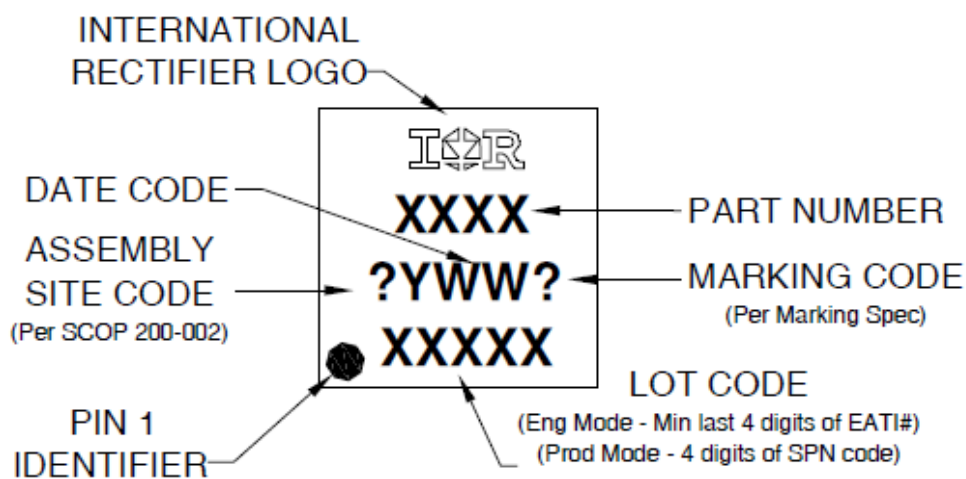 INTERNATIONAL
RECTIFIER LOGO
IOR
DATE CODE
XXXX
PART NUMBER
ASSEMBLY
SITE CODE
(Per SCOP 200-002)
?YWW?
MARKING CODE
(Per Marking Spec)
XXXXX
LOT CODE
(Eng Mode - Min last 4 digits of EATI#)
(Prod Mode - 4 digits of SPN code)
PIN 1
IDENTIFIER